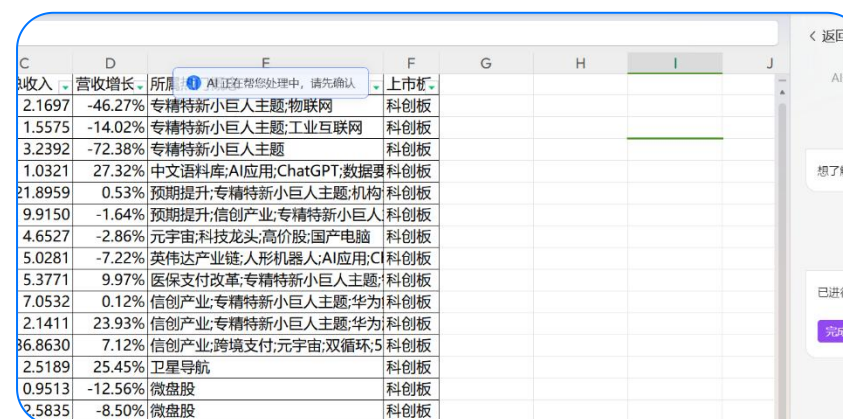 返回
C D E F G H I J
收入 营收增长 所属 AI正在帮您处理中，请先确认 上市板
AI
2.1697 -46.27% 专精特新小巨人主题;物联网 科创板
1.5575 -14.02% 专精特新小巨人主题;工业互联网 科创板
3.2392 -72.38% 专精特新小巨人主题 科创板
1.0321 27.32% 中文语料库;AI应用;ChatGPT;数据要 科创板
想了解
21.8959 0.53% 预期提升;专精特新小巨人主题;机构 科创板
9.9150 -1.64% 预期提升;信创产业;专精特新小巨人 科创板
4.6527 -2.86% 元宇宙;科技龙头;高价股;国产电脑 科创板
5.0281 -7.22% 英伟达产业链;人形机器人;AI应用;C 科创板
5.3771 9.97% 医保支付改革;专精特新小巨人主题; 科创板
已进行
7.0532 0.12% 信创产业;专精特新小巨人主题;华为 科创板
2.1411 23.93% 信创产业;专精特新小巨人主题;华为 科创板
完成
36.8630 7.12% 信创产业;跨境支付;元宇宙;双循环;5 科创板
2.5189 25.45% 卫星导航 科创板
0.9513 -12.56% 微盘股 科创板
2.5835 -8.50% 微盘股 科创板